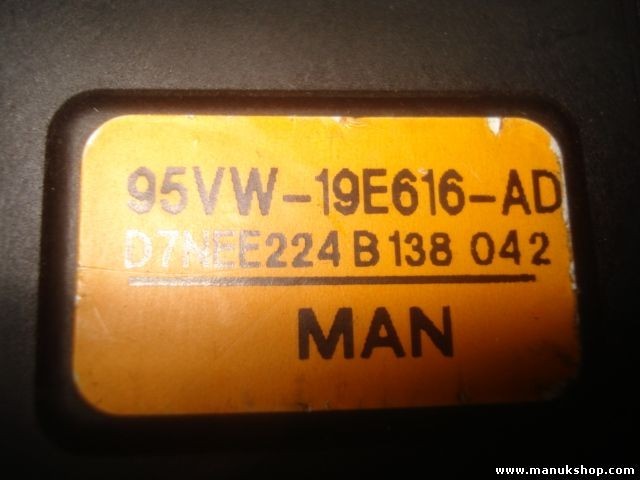 95VW-19E616-AD
D7NEE224 B 138 042
MAN
www.manukshop.com